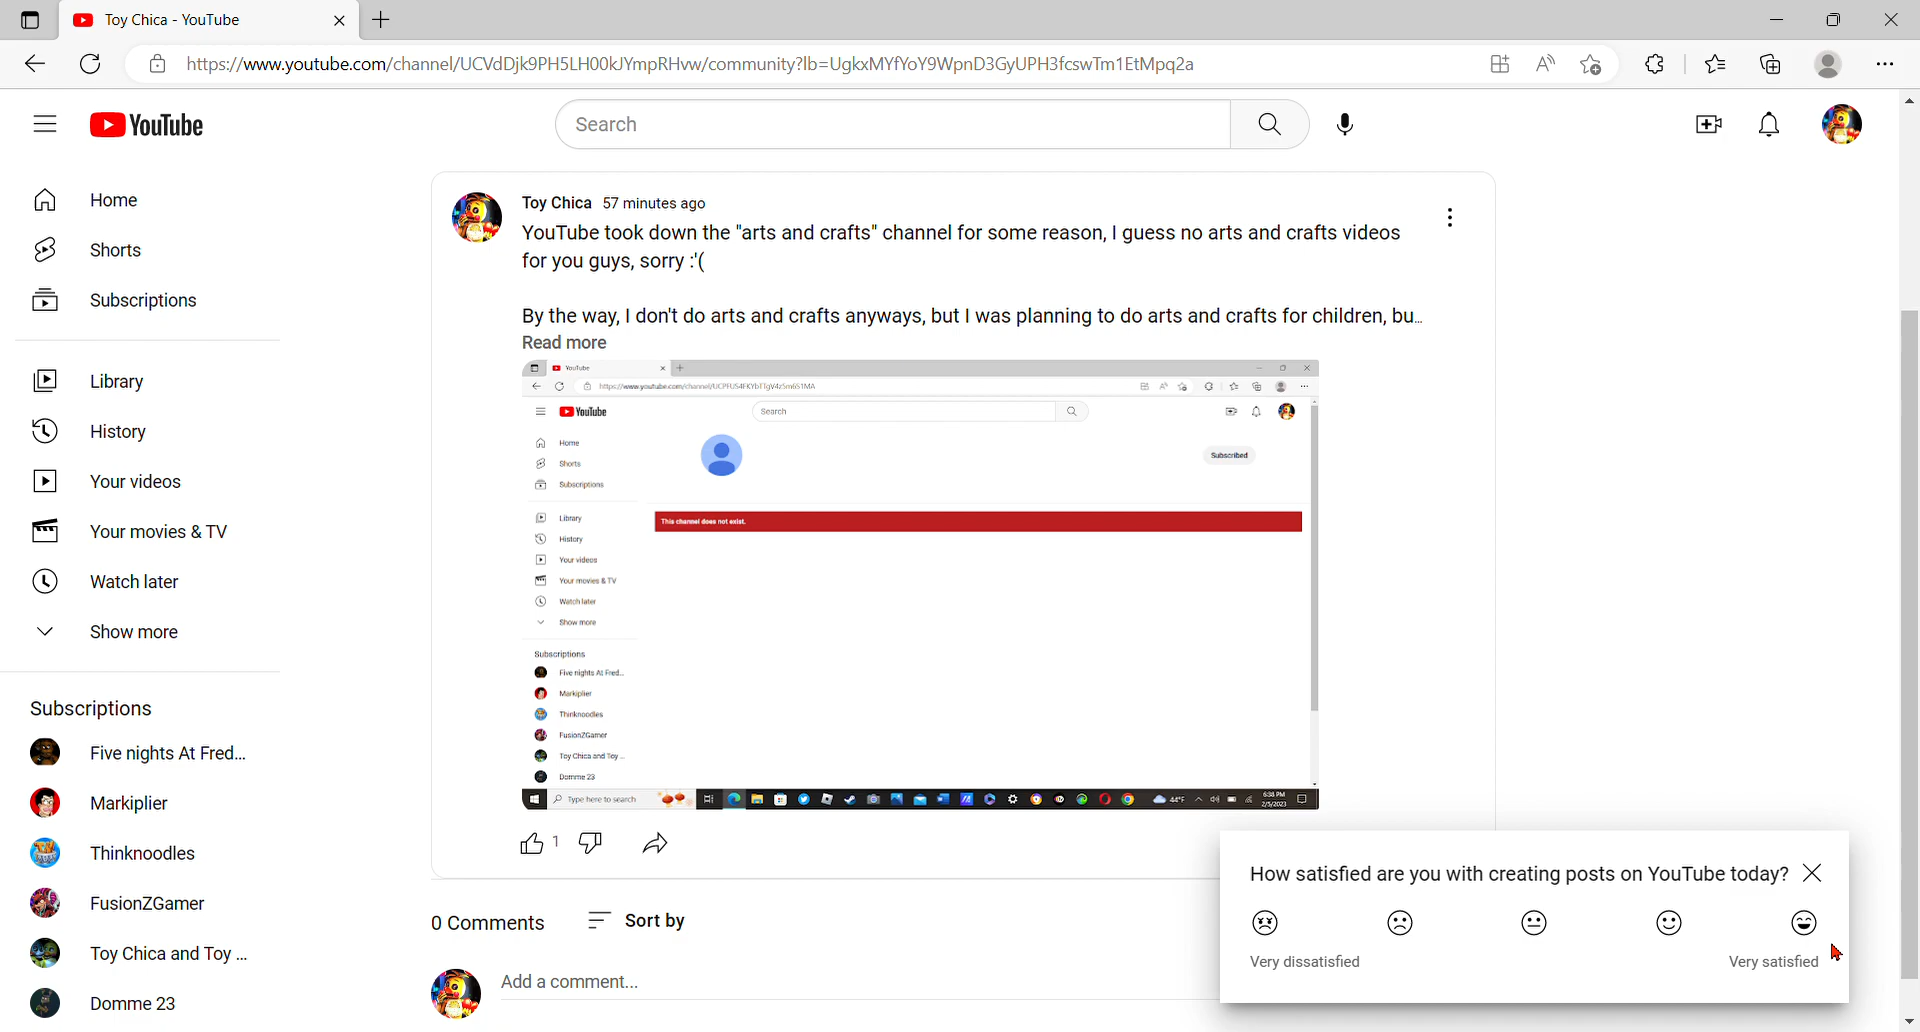 Toy Chica - YouTube
https://www.youtube.com/channel/UCVdDjk9PH5LH00kJYmpRHvw/community?lb=UgkxMYfYoY9WpnD3GyUPH3fcswTm1EtMpq2a
YouTube
Search
Home
Shorts
Subscriptions
Library
History
Your videos
Your movies & TV
Watch later
Show more
Subscriptions
Five nights At Fred...
Markiplier
Thinknoodles
FusionZGamer
Toy Chica and Toy ...
Domme 23
Toy Chica 57 minutes ago
YouTube took down the "arts and crafts" channel for some reason, I guess no arts and crafts videos
for you guys, sorry :'(
By the way, I don't do arts and crafts anyways, but I was planning to do arts and crafts for children, bu...
Read more
YouTube
YouTube
Search
Home
Shorts
Subscriptions
Subscribed
Library
This channel does not exist.
History
Your videos
Your movies & TV
Watch later
Show more
Subscriptions
Five nights At Fred...
Markiplier
Thinknoodles
FusionZGamer
Toy Chica and Toy ...
Domme 23
Type here to search
44°F
6:38 PM
2/5/2023
1
0 Comments
Sort by
Add a comment...
How satisfied are you with creating posts on YouTube today?
Very dissatisfied
Very satisfied